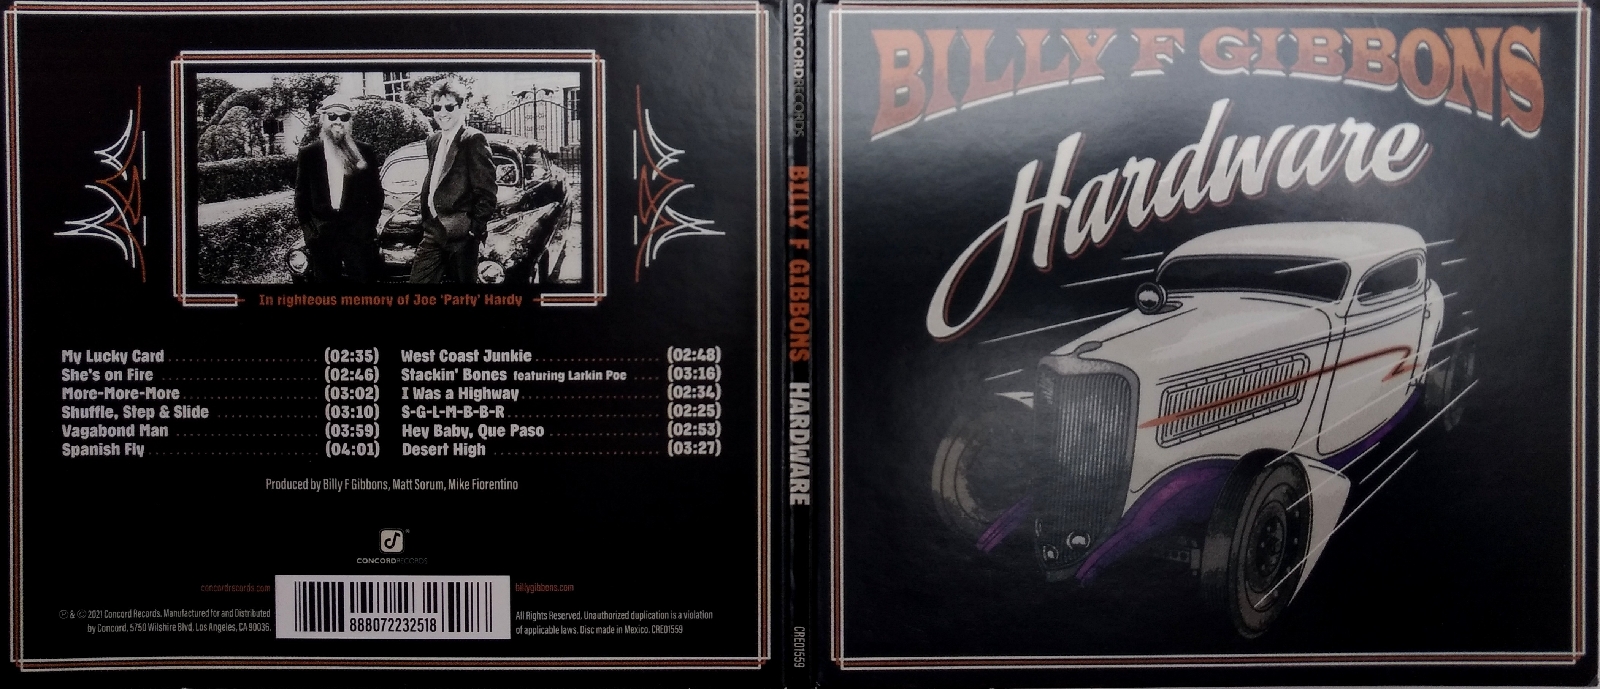 In righteous memory of Joe 'Party' Hardy
My Lucky Card (02:35)
She's on Fire (02:46)
More-More-More (03:02)
Shuffle, Step & Slide (03:10)
Vagabond Man (03:59)
Spanish Fly (04:01)
West Coast Junkie (02:48)
Stackin' Bones featuring Larkin Poe (03:16)
I Was a Highway (02:34)
S-G-L-M-B-B-R (02:25)
Hey Baby, Que Paso (02:53)
Desert High (03:27)
Produced by Billy F Gibbons, Matt Sorum, Mike Fiorentino
CONCORDRECORDS
concordrecords.com
℗ & © 2021 Concord Records. Manufactured for and Distributed
by Concord, 5750 Wilshire Blvd, Los Angeles, CA 90036.
888072232518
billygibbons.com
All Rights Reserved. Unauthorized duplication is a violation
of applicable laws. Disc made in Mexico. CRE01559
CONCORDRECORDS BILLY F GIBBONS HARDWARE CRE01559
BILLY F GIBBONS
Hardware